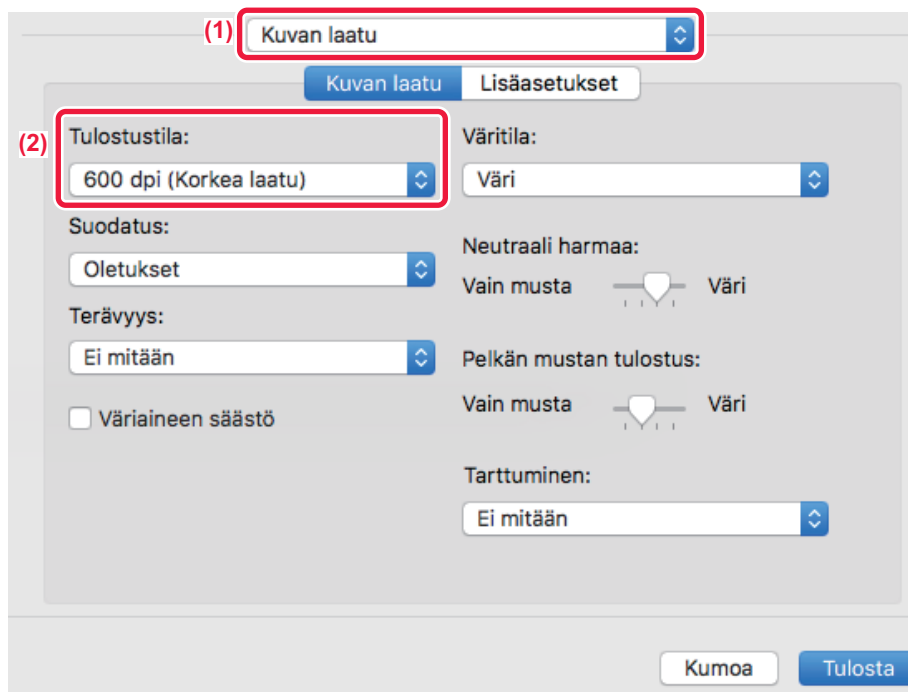 (1)
Kuvan laatu
Kuvan laatu
Lisäasetukset
(2)
Tulostustila:
600 dpi (Korkea laatu)
Suodatus:
Oletukset
Terävyys:
Ei mitään
Väriaineen säästö
Väritila:
Väri
Neutraali harmaa:
Vain musta Väri
Pelkän mustan tulostus:
Vain musta Väri
Tarttuminen:
Ei mitään
Kumoa
Tulosta